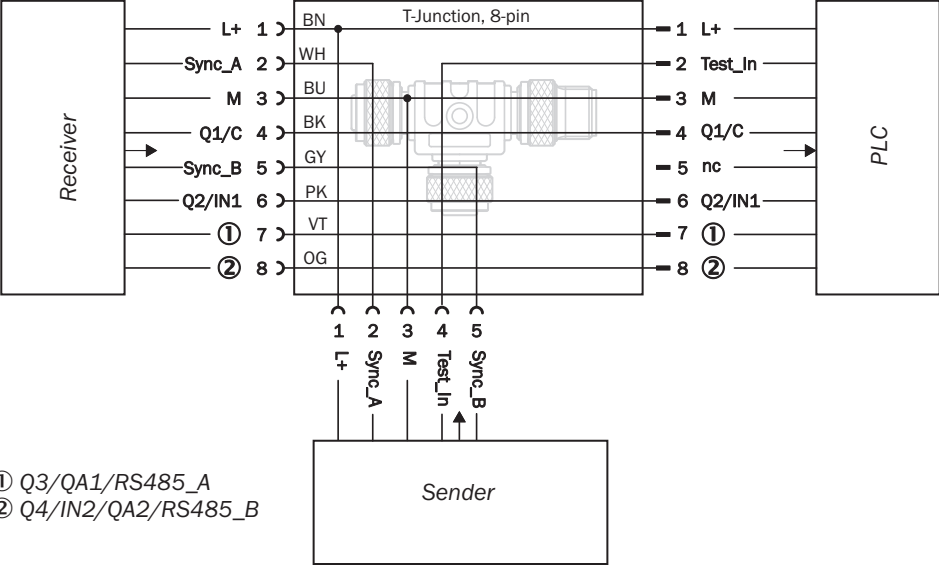 T-Junction, 8-pin
Receiver
PLC
L+ 1 BN 1 L+
Sync_A 2 WH 2 Test_In
M 3 BU 3 M
Q1/C 4 BK 4 Q1/C
Sync_B 5 GY 5 nc
Q2/IN1 6 PK 6 Q2/IN1
① 7 VT 7 ①
② 8 OG 8 ②
1 2 3 4 5
L+ Sync_A M Test_In Sync_B
Sender
① Q3/QA1/RS485_A
② Q4/IN2/QA2/RS485_B